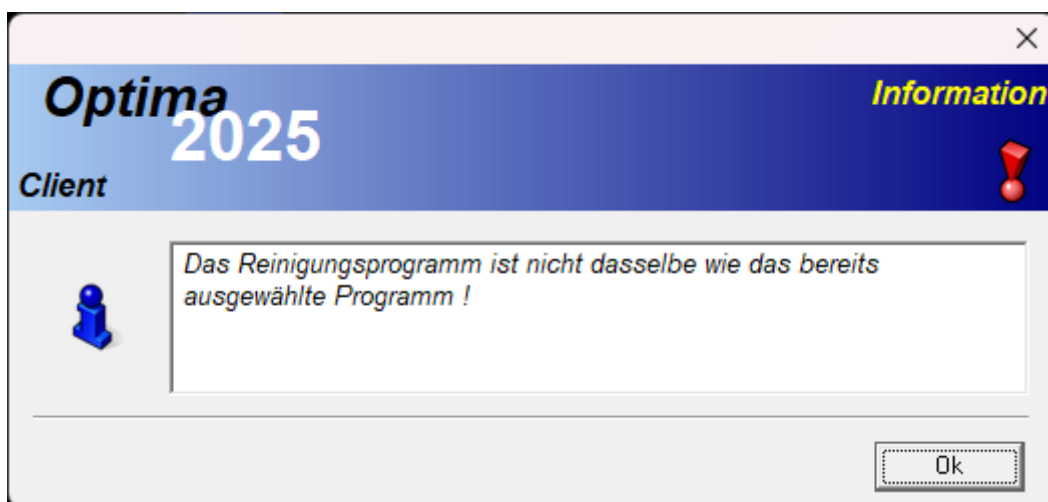 Optima
2025
Information
Client
Das Reinigungsprogramm ist nicht dasselbe wie das bereits
ausgewählte Programm !
Ok